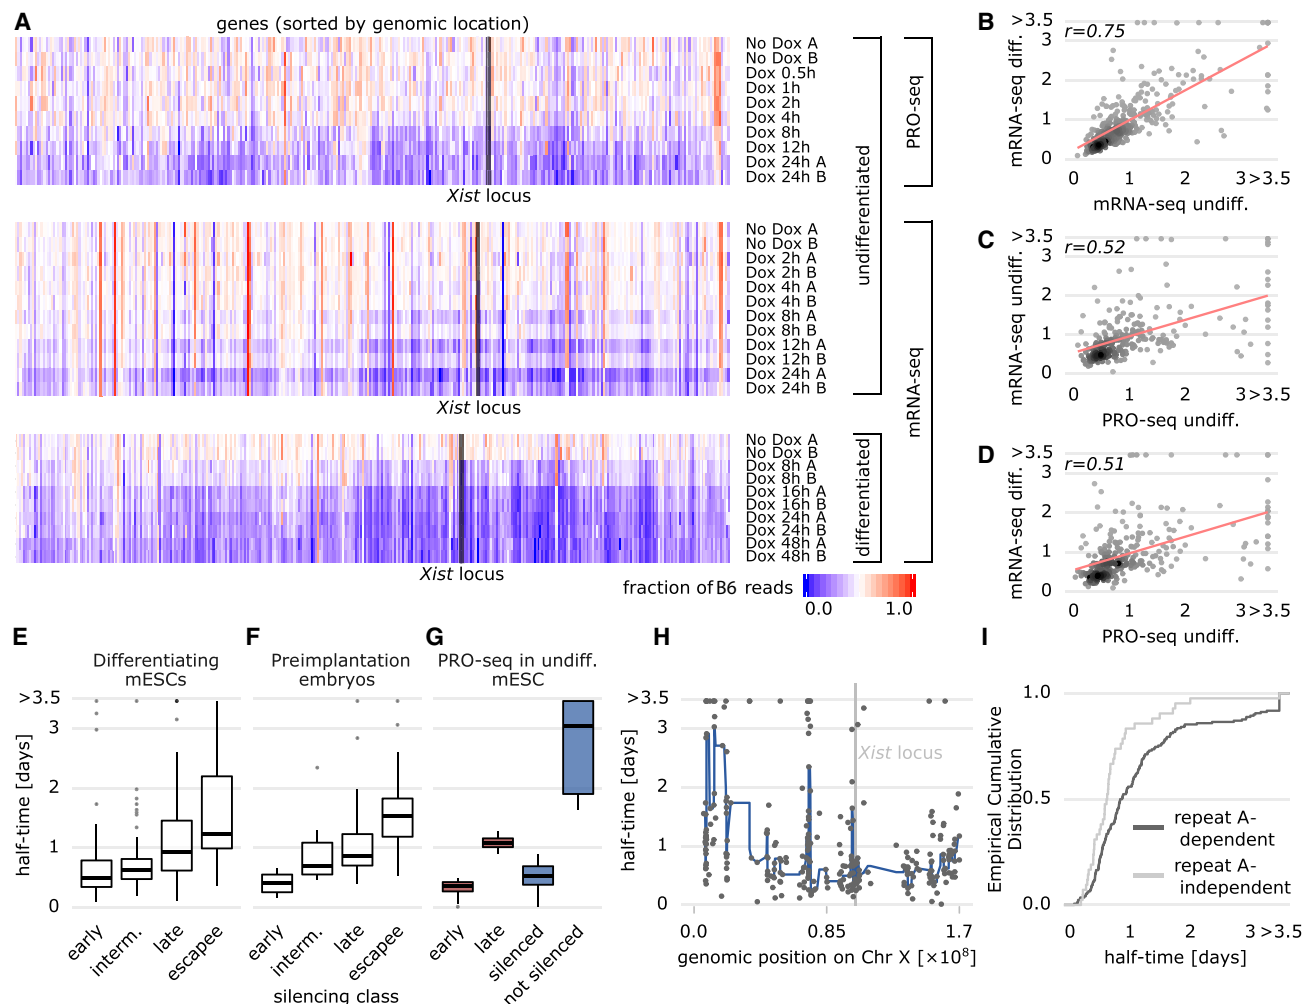 A
genes (sorted by genomic location)
No Dox A
No Dox B
Dox 0.5h
Dox 1h
Dox 2h
Dox 4h
Dox 8h
Dox 12h
Dox 24h A
Dox 24h B
Xist locus
No Dox A
No Dox B
Dox 2h A
Dox 2h B
Dox 4h A
Dox 4h B
Dox 8h A
Dox 8h B
Dox 12h A
Dox 12h B
Dox 24h A
Dox 24h B
Xist locus
No Dox A
No Dox B
Dox 8h A
Dox 8h B
Dox 16h A
Dox 16h B
Dox 24h A
Dox 24h B
Dox 48h A
Dox 48h B
Xist locus
undifferentiated
differentiated
PRO-seq
mRNA-seq
fraction of B6 reads
0.0 1.0
B
r=0.75
mRNA-seq diff.
>3.5
3
2
1
0
0 1 2 3 >3.5
mRNA-seq undiff.
C
r=0.52
mRNA-seq undiff.
>3.5
3
2
1
0
0 1 2 3 >3.5
PRO-seq undiff.
D
r=0.51
mRNA-seq diff.
>3.5
3
2
1
0
0 1 2 3 >3.5
PRO-seq undiff.
E
Differentiating
mESCs
half-time [days]
>3.5
3
2
1
0
early
interm.
late
escapee
F
Preimplantation
embryos
early
interm.
late
escapee
silencing class
G
PRO-seq in undiff.
mESC
early
late
silenced
not silenced
H
half-time [days]
>3.5
3
2
1
0
Xist locus
0.0 0.85 1.7
genomic position on Chr X [×10⁸]
I
Empirical Cumulative
Distribution
1.0
0.5
0.0
repeat A-
dependent
repeat A-
independent
0 1 2 3 >3.5
half-time [days]